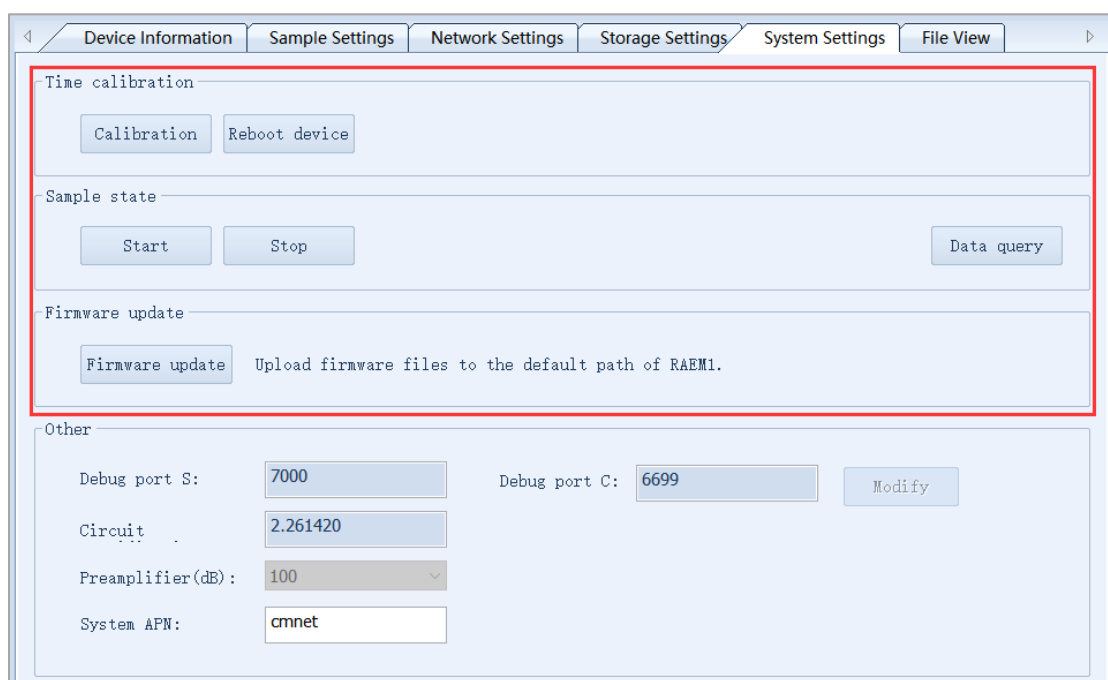 Device Information Sample Settings Network Settings Storage Settings System Settings File View
Time calibration
Calibration Reboot device
Sample state
Start Stop Data query
Firmware update
Firmware update Upload firmware files to the default path of RAEM1.
Other
Debug port S: 7000 Debug port C: 6699 Modify
Circuit 2.261420
Preamplifier(dB): 100
System APN: cmnet